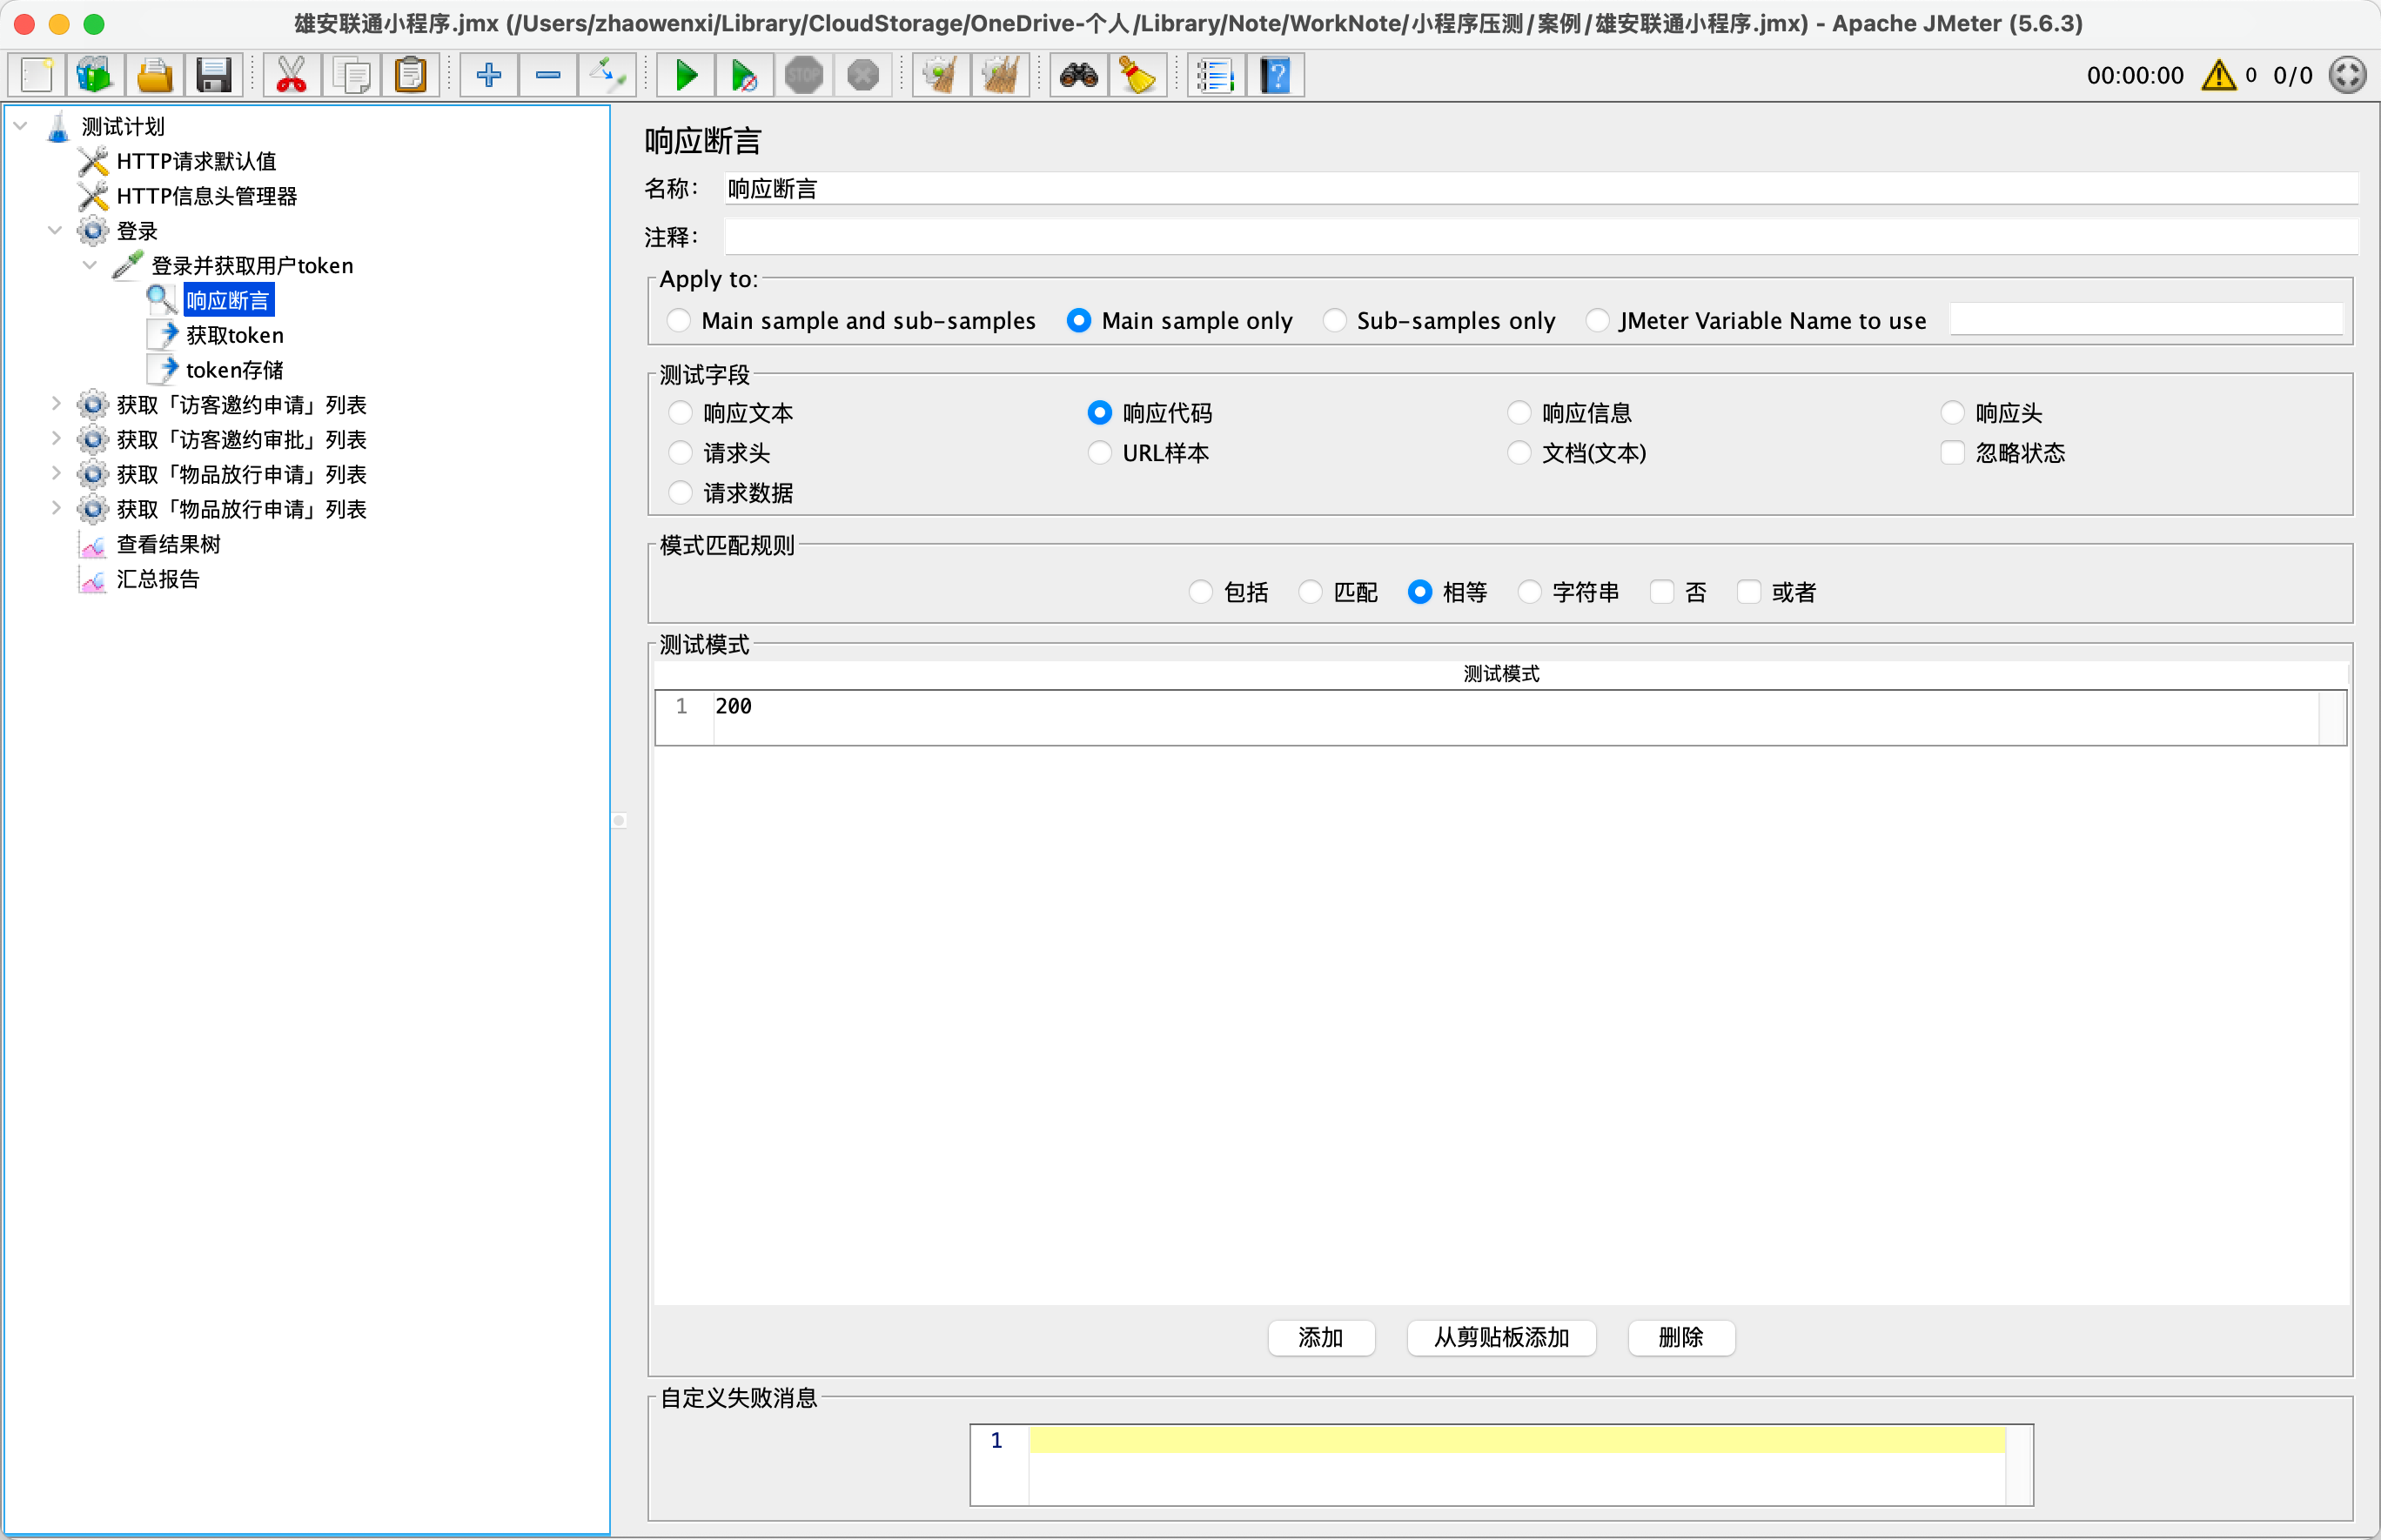 雄安联通小程序.jmx (/Users/zhaowenxi/Library/CloudStorage/OneDrive-个人/Library/Note/WorkNote/小程序压测/案例/雄安联通小程序.jmx) - Apache JMeter (5.6.3)
STOP
00:00:00 0 0/0
测试计划
HTTP请求默认值
HTTP信息头管理器
登录
登录并获取用户token
响应断言
获取token
token存储
获取「访客邀约申请」列表
获取「访客邀约审批」列表
获取「物品放行申请」列表
获取「物品放行申请」列表
查看结果树
汇总报告
响应断言
名称： 响应断言
注释：
Apply to:
Main sample and sub-samples Main sample only Sub-samples only JMeter Variable Name to use
测试字段
响应文本 响应代码 响应信息 响应头
请求头 URL样本 文档(文本) 忽略状态
请求数据
模式匹配规则
包括 匹配 相等 字符串 否 或者
测试模式
测试模式
1 200
添加 从剪贴板添加 删除
自定义失败消息
1